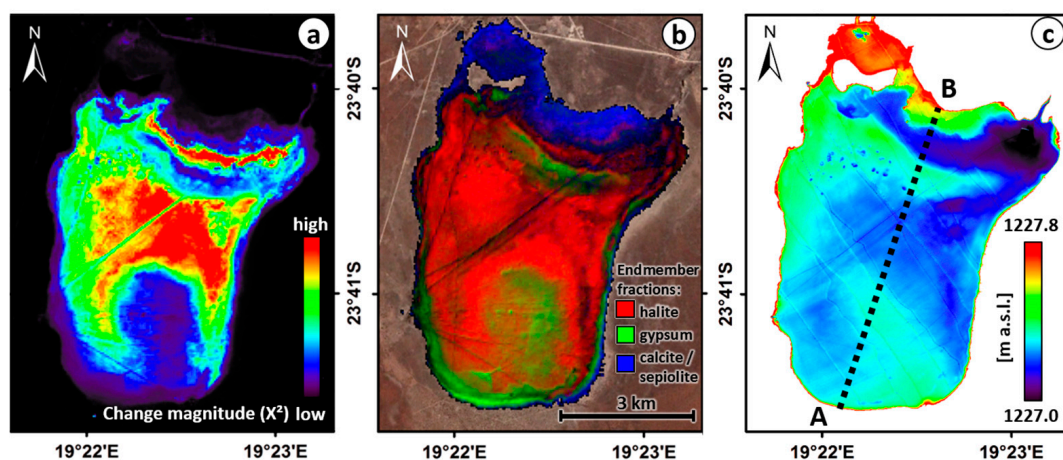 N
a
high
Change magnitude (X²) low
19°22'E
19°23'E
N
b
23°40'S
23°41'S
Endmember
fractions:
halite
gypsum
calcite /
sepiolite
3 km
19°22'E
19°23'E
N
c
B
A
1227.8
[m a.s.l.]
1227.0
23°40'S
23°41'S
19°22'E
19°23'E